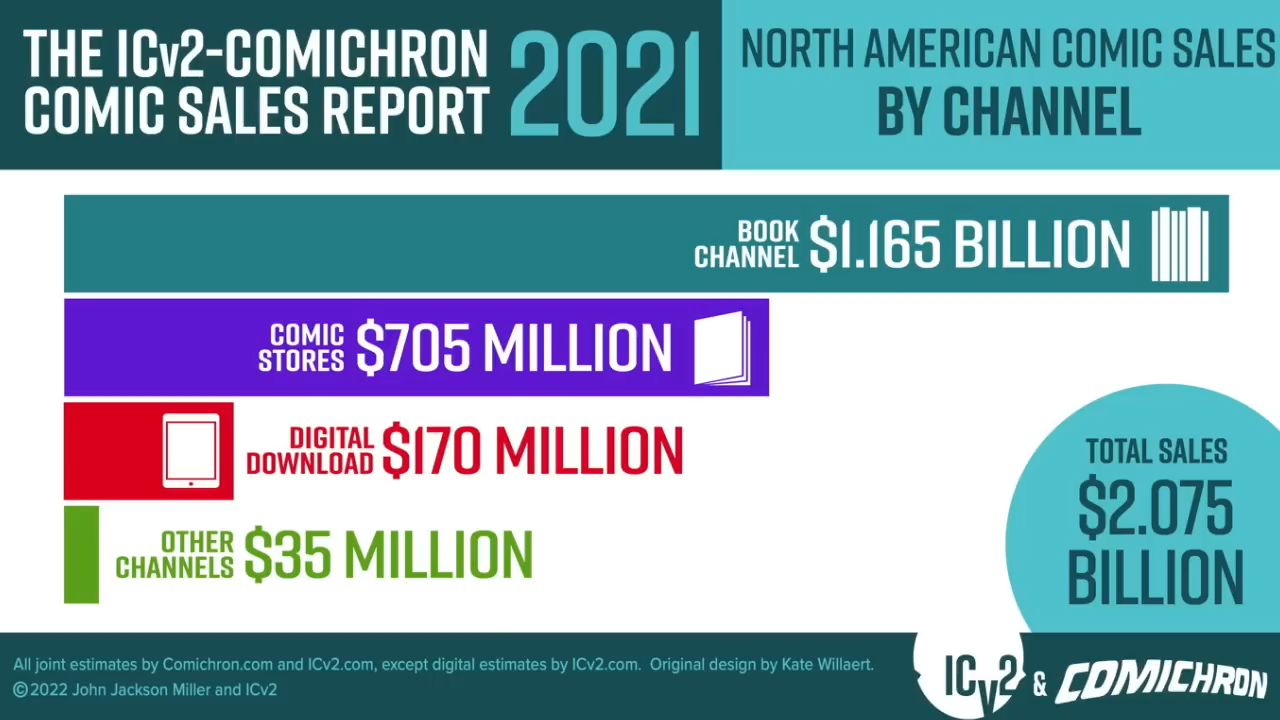 THE ICv2-COMICHRON
COMIC SALES REPORT
2021
NORTH AMERICAN COMIC SALES
BY CHANNEL
BOOK
CHANNEL
$1.165 BILLION
COMIC
STORES
$705 MILLION
DIGITAL
DOWNLOAD
$170 MILLION
OTHER
CHANNELS
$35 MILLION
TOTAL SALES
$2.075
BILLION
All joint estimates by Comichron.com and ICv2.com, except digital estimates by ICv2.com. Original design by Kate Willaert.
©2022 John Jackson Miller and ICv2
ICv2 & COMICHRON